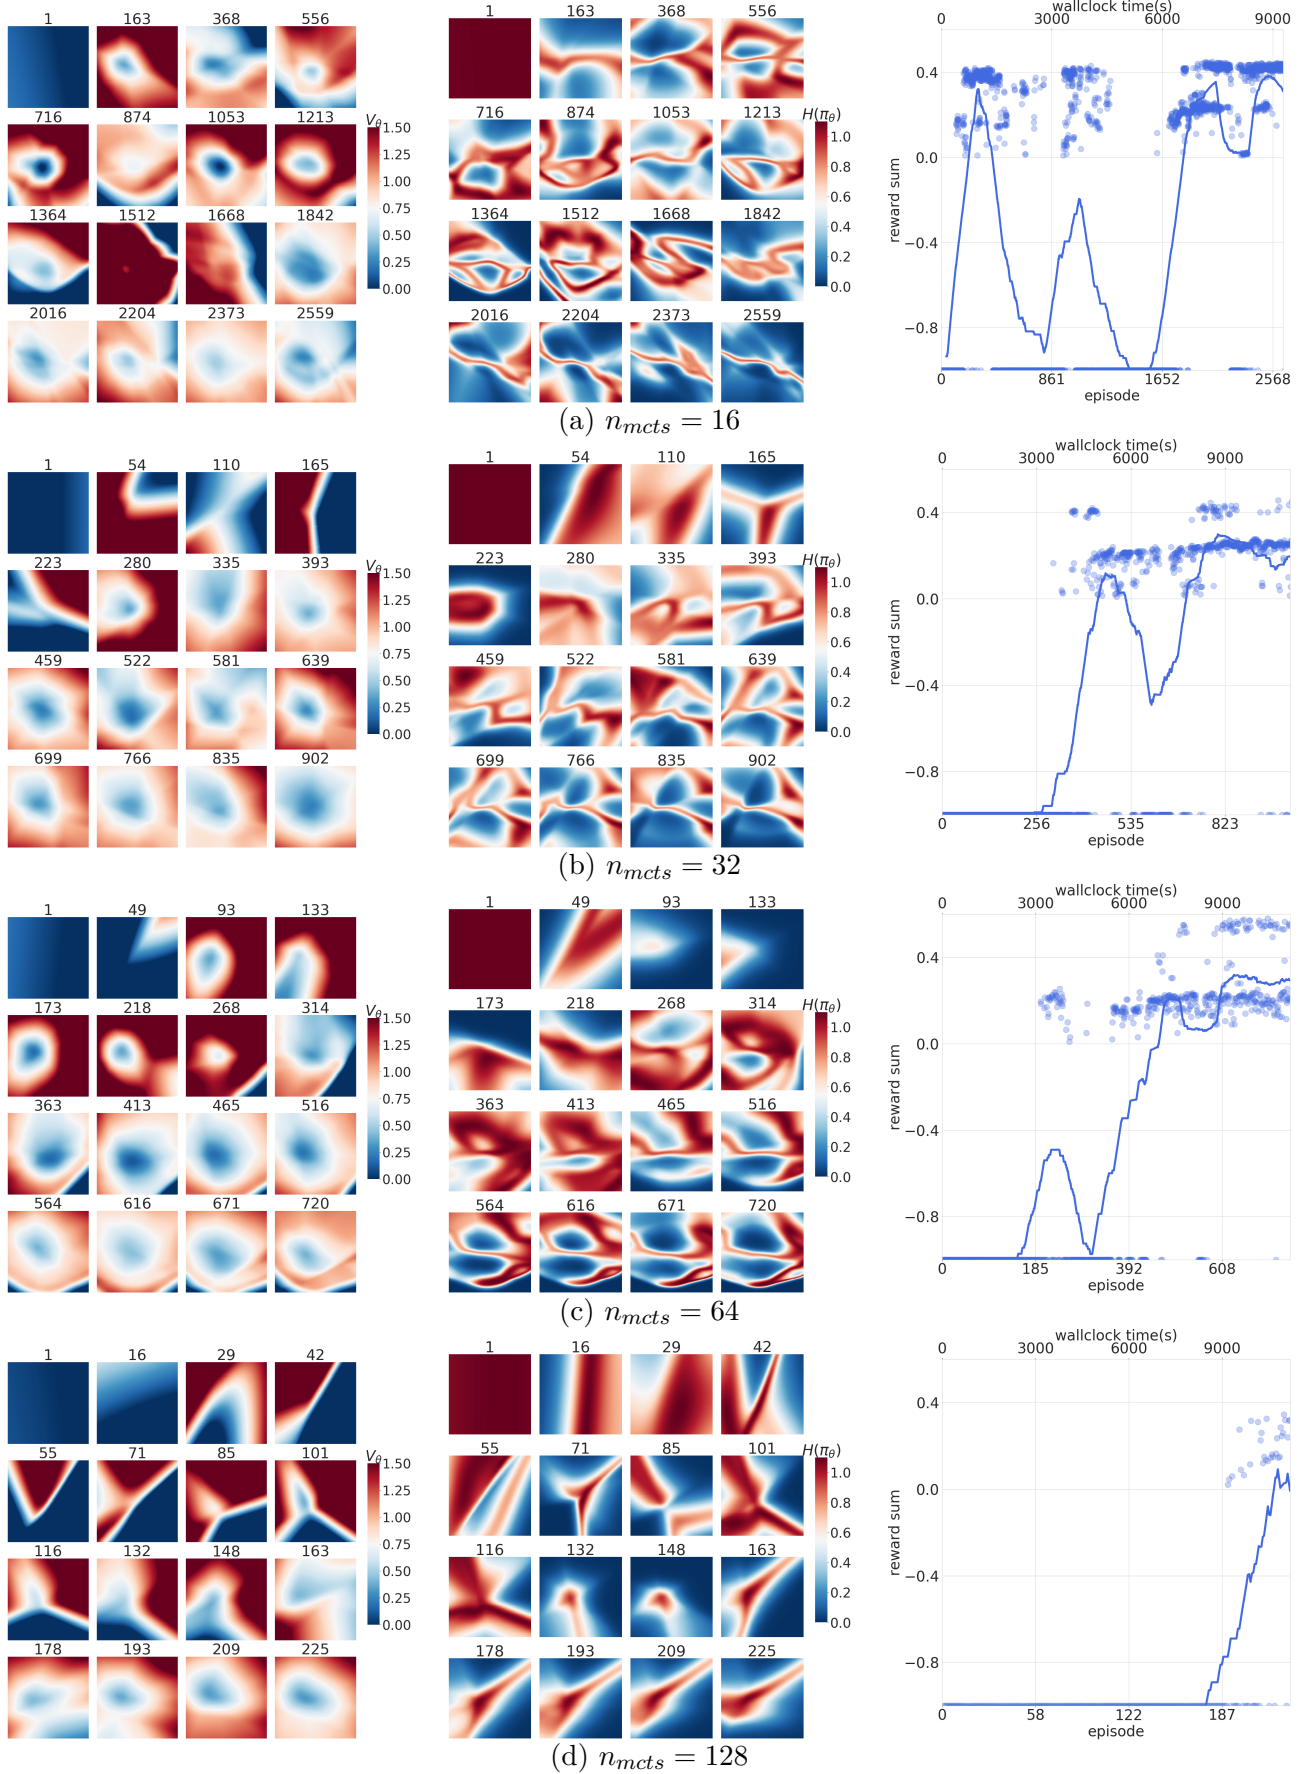 1 163 368 556
716 874 1053 1213
1364 1512 1668 1842
2016 2204 2373 2559
V_θ
1.50
1.25
1.00
0.75
0.50
0.25
0.00
1 163 368 556
716 874 1053 1213
1364 1512 1668 1842
2016 2204 2373 2559
H(π_θ)
1.0
0.8
0.6
0.4
0.2
0.0
wallclock time(s)
0 3000 6000 9000
0.4
0.0
−0.4
−0.8
reward sum
0 861 1652 2568
episode
(a) n_{mcts} = 16
1 54 110 165
223 280 335 393
459 522 581 639
699 766 835 902
V_θ
1.50
1.25
1.00
0.75
0.50
0.25
0.00
1 54 110 165
223 280 335 393
459 522 581 639
699 766 835 902
H(π_θ)
1.0
0.8
0.6
0.4
0.2
0.0
wallclock time(s)
0 3000 6000 9000
0.4
0.0
−0.4
−0.8
reward sum
0 256 535 823
episode
(b) n_{mcts} = 32
1 49 93 133
173 218 268 314
363 413 465 516
564 616 671 720
V_θ
1.50
1.25
1.00
0.75
0.50
0.25
0.00
1 49 93 133
173 218 268 314
363 413 465 516
564 616 671 720
H(π_θ)
1.0
0.8
0.6
0.4
0.2
0.0
wallclock time(s)
0 3000 6000 9000
0.4
0.0
−0.4
−0.8
reward sum
0 185 392 608
episode
(c) n_{mcts} = 64
1 16 29 42
55 71 85 101
116 132 148 163
178 193 209 225
V_θ
1.50
1.25
1.00
0.75
0.50
0.25
0.00
1 16 29 42
55 71 85 101
116 132 148 163
178 193 209 225
H(π_θ)
1.0
0.8
0.6
0.4
0.2
0.0
wallclock time(s)
0 3000 6000 9000
0.4
0.0
−0.4
−0.8
reward sum
0 58 122 187
episode
(d) n_{mcts} = 128